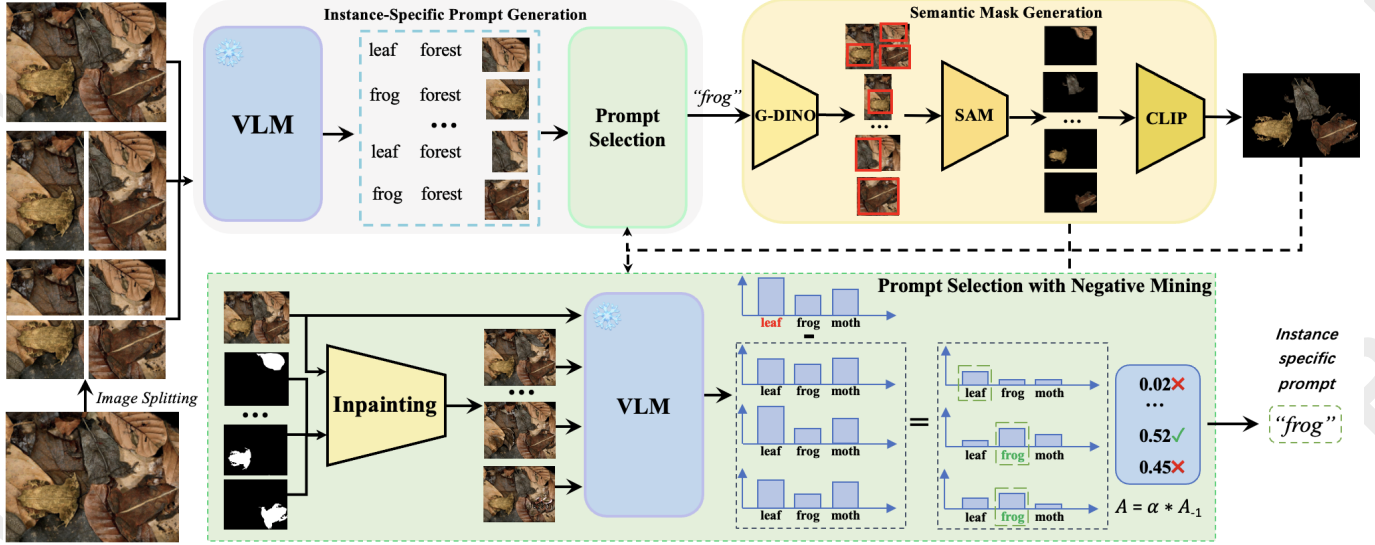 Instance-Specific Prompt Generation
Semantic Mask Generation
VLM
leaf forest
frog forest
...
leaf forest
frog forest
Prompt
Selection
“frog”
G-DINO
...
SAM
...
CLIP
Image Splitting
Prompt Selection with Negative Mining
...
Inpainting
...
VLM
leaf frog moth
-
leaf frog moth
leaf frog moth
leaf frog moth
=
leaf frog moth
leaf frog moth
leaf frog moth
0.02✕
...
0.52✓
0.45✕
A = α * A-1
Instance
specific
prompt
“frog”